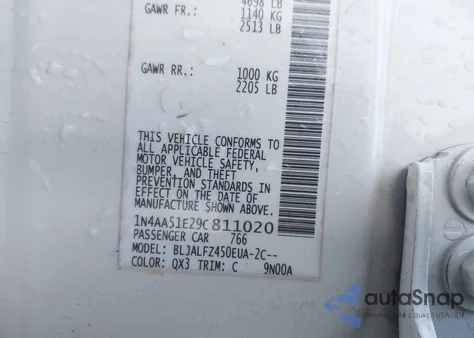 4698 LB
GAWR FR.: 1140 KG
2513 LB
GAWR RR.: 1000 KG
2205 LB
THIS VEHICLE CONFORMS TO
ALL APPLICABLE FEDERAL
MOTOR VEHICLE SAFETY,
BUMPER, AND THEFT
PREVENTION STANDARDS IN
EFFECT ON THE DATE OF
MANUFACTURE SHOWN ABOVE.
1N4AA51E29C811020
PASSENGER CAR 766
MODEL: BLJALFZ450EUA-2C--
COLOR: QX3 TRIM: C 9N00A
autoSnap